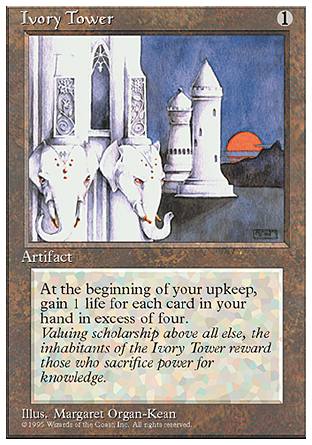 Ivory Tower 1
Artifact
At the beginning of your upkeep,
gain 1 life for each card in your
hand in excess of four.
Valuing scholarship above all else, the
inhabitants of the Ivory Tower reward
those who sacrifice power for
knowledge.
Illus. Margaret Organ-Kean
©1995 Wizards of the Coast, Inc. All rights reserved.